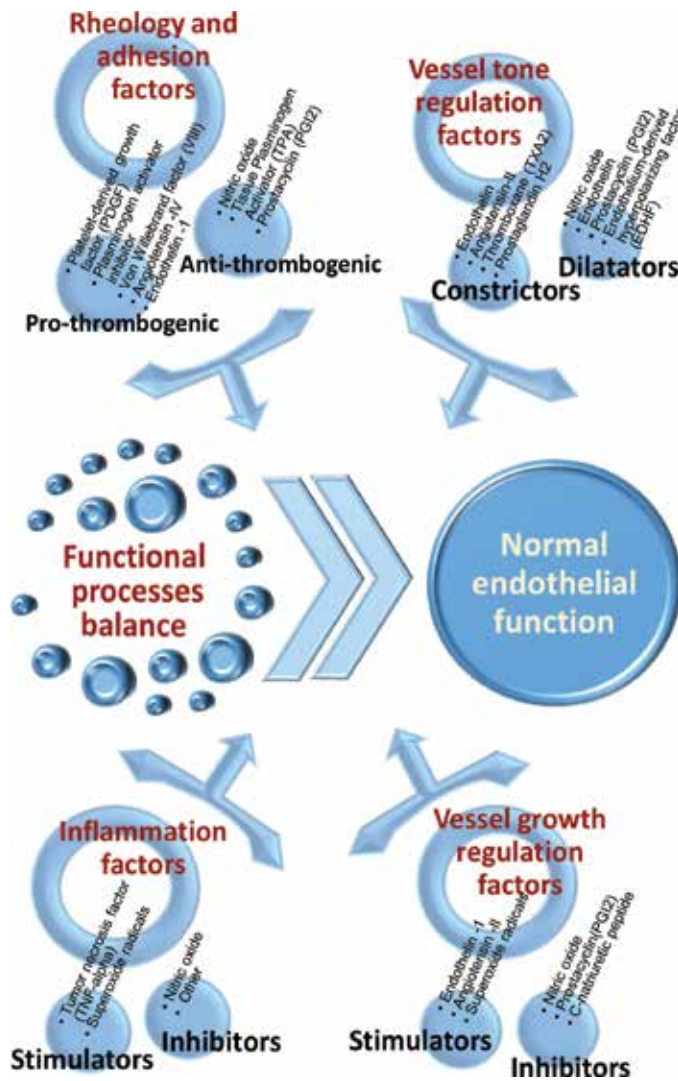 Rheology and
adhesion
factors
• Platelet-derived growth
factor (PDGF)
• Plasminogen activator
inhibitor
• Von Willebrand factor (VIII)
• Angiotensin -IV
• Endothelin -1
Pro-thrombogenic
• Nitric oxide
• Tissue Plasminogen
Activator (TPA)
• Prostacyclin (PGI2)
Anti-thrombogenic
Vessel tone
regulation
factors
• Endothelin
• Angiotensin-II
• Thromboxane (TXA2)
• Prostaglandin H2
Constrictors
• Nitric oxide
• Endothelin
• Prostacyclin (PGI2)
• Endothelium-derived
hyperpolarizing factor
(EDHF)
Dilatators
Functional
processes
balance
Normal
endothelial
function
Inflammation
factors
• Tumor necrosis factor
(TNF-alpha)
• Superoxide radicals
Stimulators
• Nitric oxide
• Other
Inhibitors
Vessel growth
regulation
factors
• Endothelin -1
• Angiotensin -II
• Superoxide radicals
Stimulators
• Nitric oxide
• Prostacyclin(PGI2)
• C-nathuretic peptide
Inhibitors